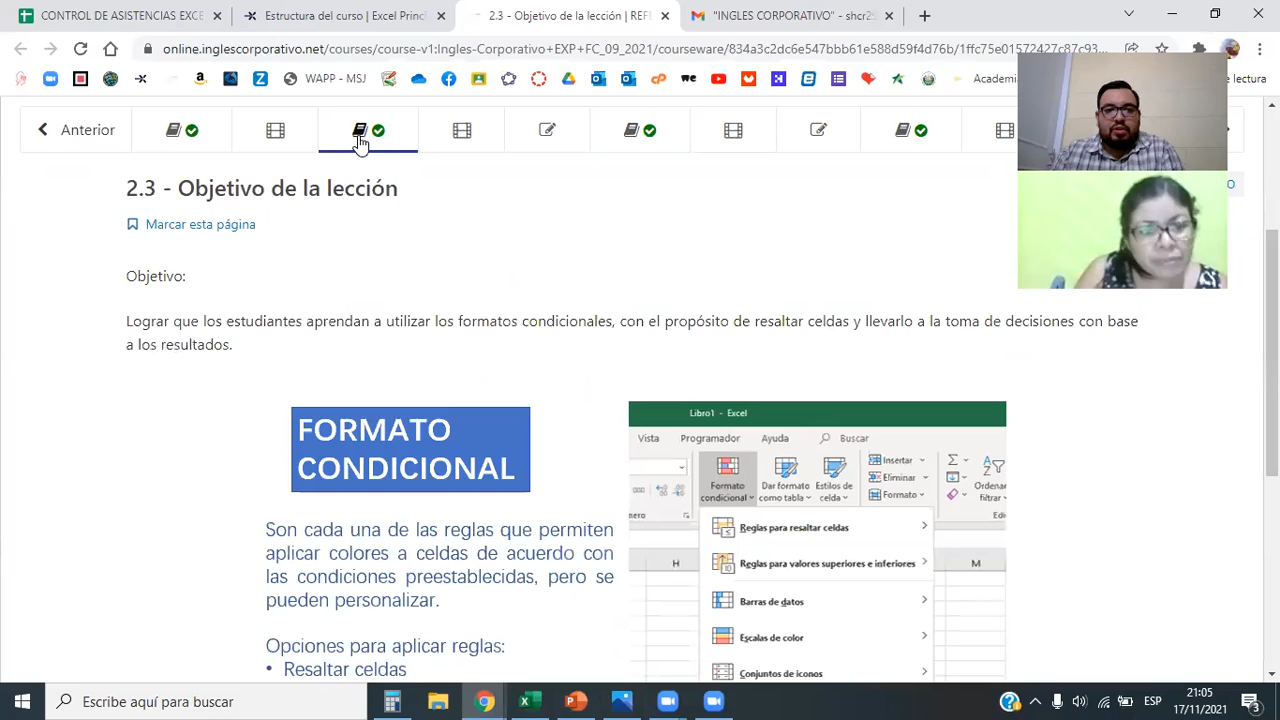 CONTROL DE ASISTENCIAS EXC
Estructura del curso | Excel Princ
2.3 - Objetivo de la lección | REFE
"INGLES CORPORATIVO" - shcr2
online.inglescorporativo.net/courses/course-v1:Ingles-Corporativo+EXP+FC_09_2021/courseware/834a3c2dc6e547bbb61e588d59f4d76b/1ffc75e01572427c87c93...
WAPP - MSJ
Academi
e lectura
Anterior
2.3 - Objetivo de la lección
Marcar esta página
Objetivo:
Lograr que los estudiantes aprendan a utilizar los formatos condicionales, con el propósito de resaltar celdas y llevarlo a la toma de decisiones con base
a los resultados.
FORMATO
CONDICIONAL
Son cada una de las reglas que permiten
aplicar colores a celdas de acuerdo con
las condiciones preestablecidas, pero se
pueden personalizar.
Opciones para aplicar reglas:
• Resaltar celdas
Libro1 - Excel
Vista Programador Ayuda Buscar
Formato condicional
Dar formato como tabla
Estilos de celda
Insertar
Eliminar
Formato
Ordenar
filtrar
mero
Reglas para resaltar celdas
Reglas para valores superiores e inferiores
Barras de datos
Escalas de color
Conjuntos de iconos
H
M
Escribe aquí para buscar
ESP
21:05
17/11/2021
3